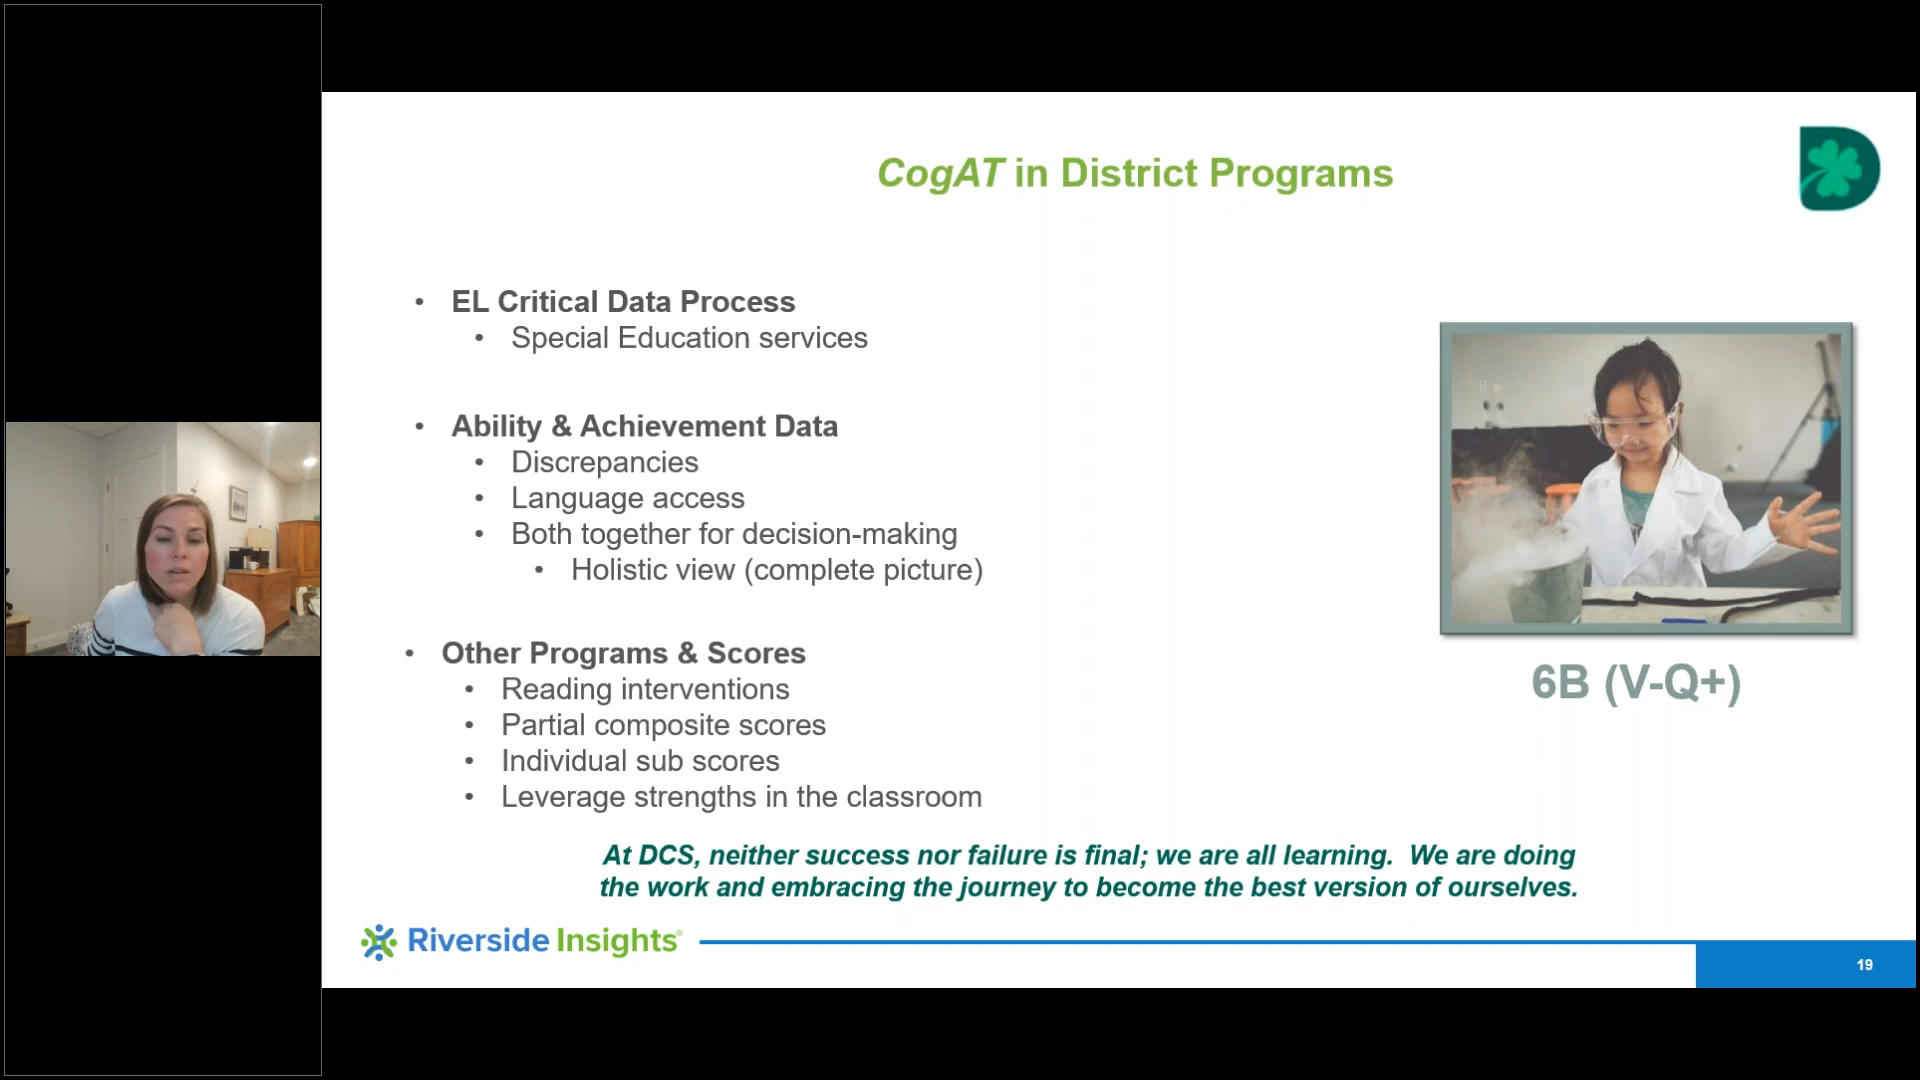 CogAT in District Programs
• EL Critical Data Process
• Special Education services
• Ability & Achievement Data
• Discrepancies
• Language access
• Both together for decision-making
• Holistic view (complete picture)
• Other Programs & Scores
• Reading interventions
• Partial composite scores
• Individual sub scores
• Leverage strengths in the classroom
6B (V-Q+)
At DCS, neither success nor failure is final; we are all learning. We are doing
the work and embracing the journey to become the best version of ourselves.
Riverside Insights®
19